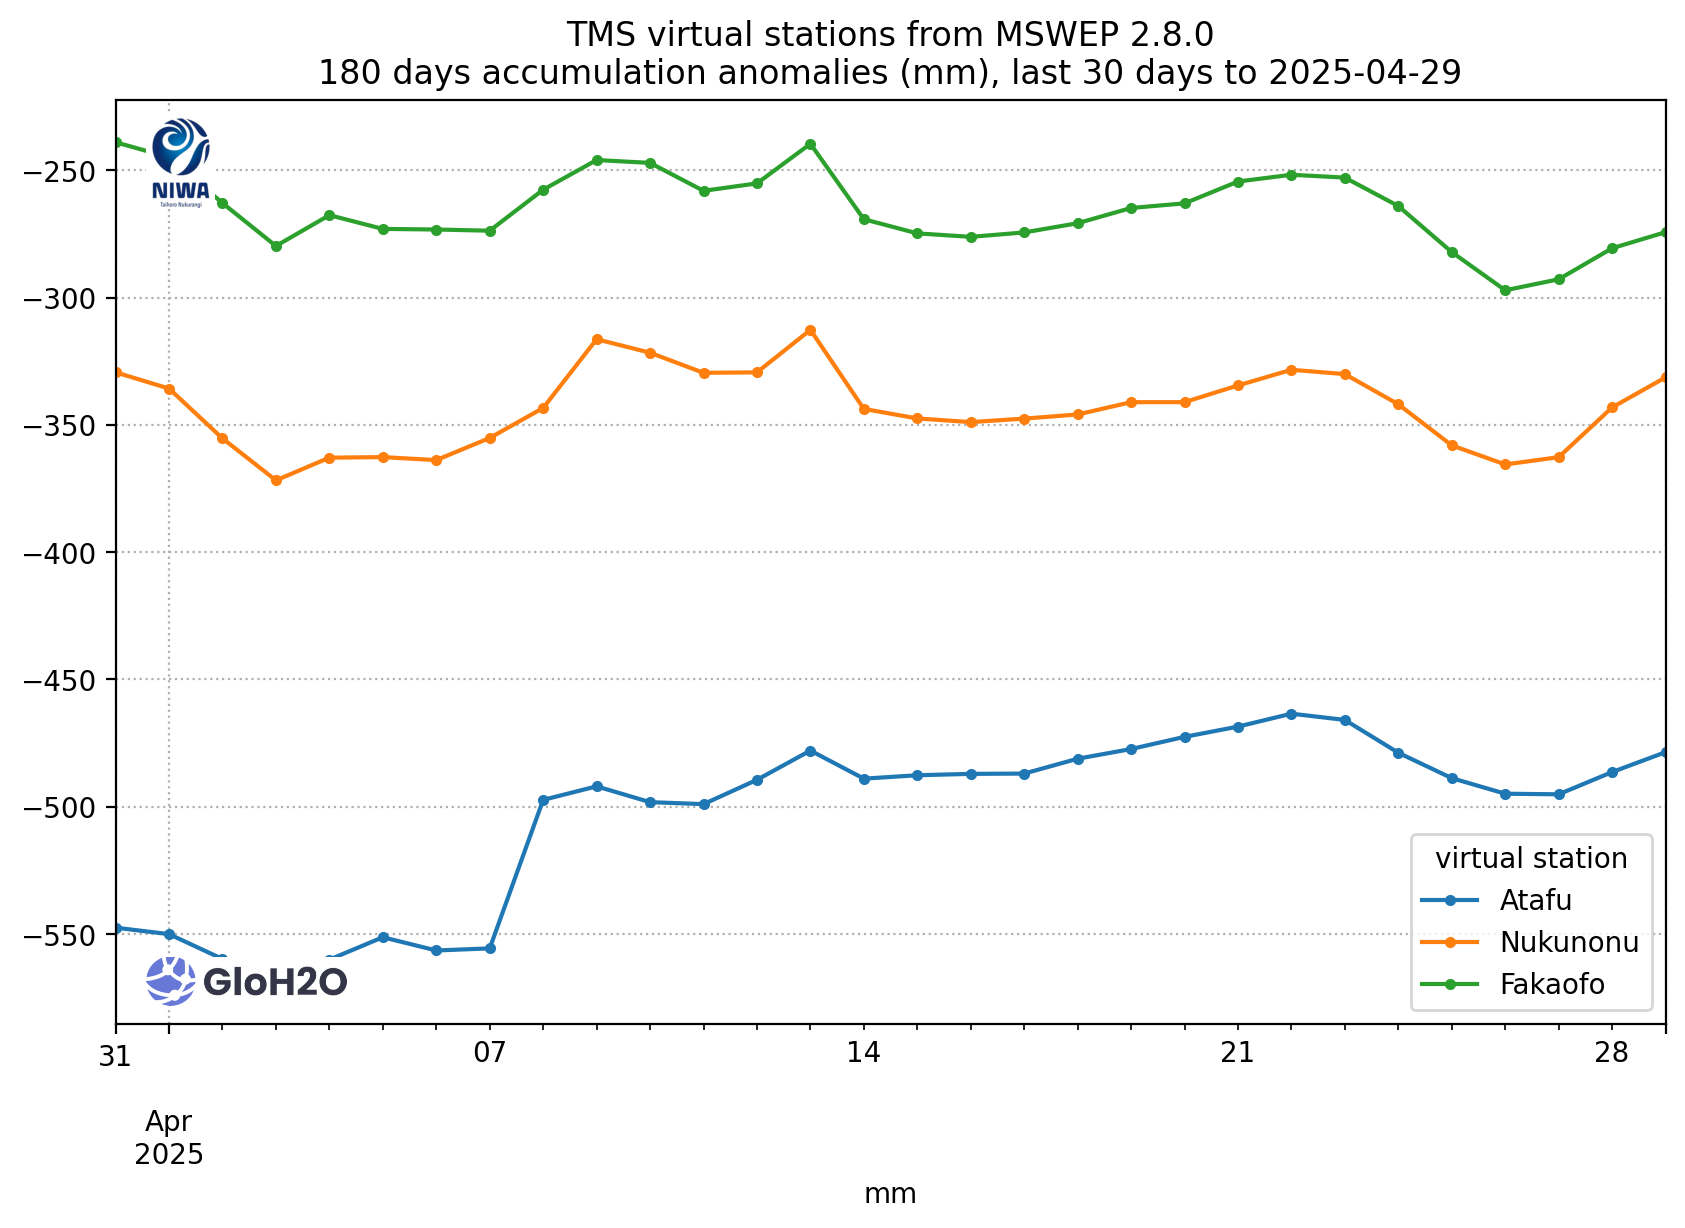 TMS virtual stations from MSWEP 2.8.0
180 days accumulation anomalies (mm), last 30 days to 2025-04-29
NIWA
Taihoro Nukurangi
−250
−300
−350
−400
−450
−500
−550
virtual station
Atafu
Nukunonu
Fakaofo
GloH2O
31
07
14
21
28
Apr
2025
mm